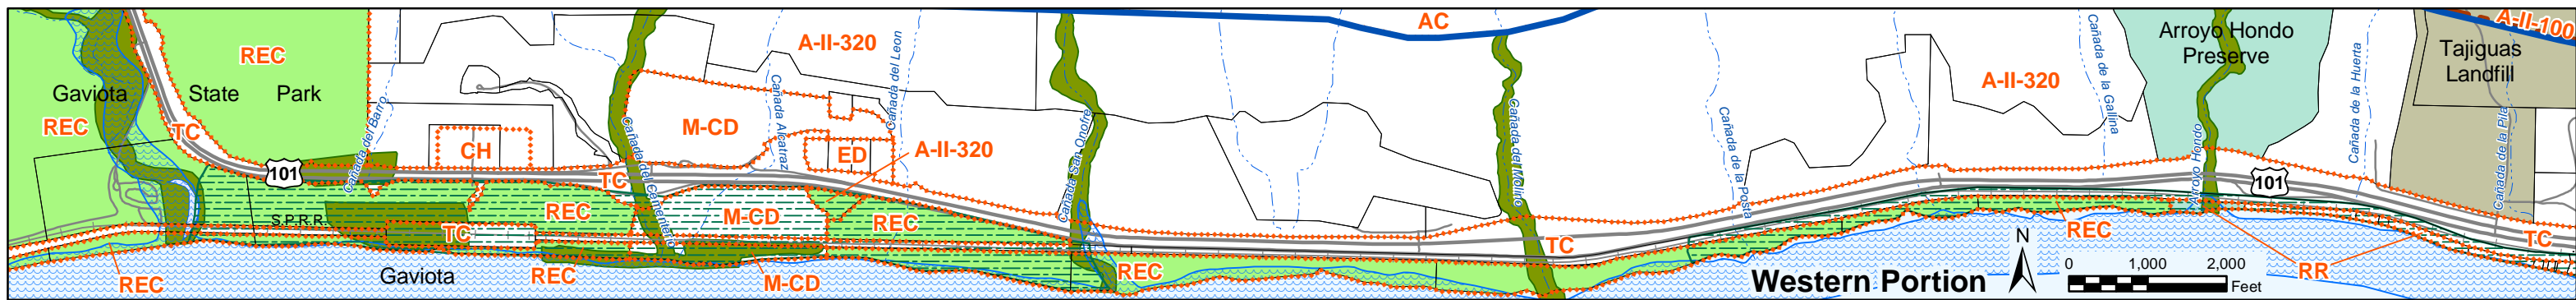 REC
Gaviota State Park
REC
TC
101
Cañada del Barro
CH
S.P.R.R.
REC
TC
REC
Gaviota
REC
A-II-320
Cañada del Leon
Cañada Alcatraz
M-CD
ED
A-II-320
TC
Cañada del Cementerio
M-CD
REC
M-CD
Cañada San Onofre
REC
AC
Cañada del Molino
TC
Cañada de la Posta
A-II-320
Cañada de la Gallina
Arroyo Hondo
Preserve
Arroyo Hondo
Cañada de la Huerta
101
A-II-100
Tajiguas
Landfill
Cañada de la Pila
REC
TC
RR
Western Portion
N
0 1,000 2,000
Feet